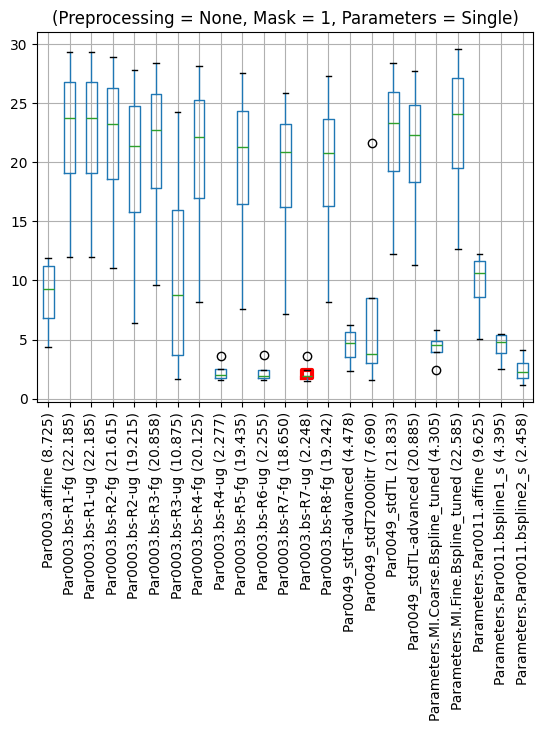 (Preprocessing = None, Mask = 1, Parameters = Single)
30
25
20
15
10
5
0
Par0003.affine (8.725)
Par0003.bs-R1-fg (22.185)
Par0003.bs-R1-ug (22.185)
Par0003.bs-R2-fg (21.615)
Par0003.bs-R2-ug (19.215)
Par0003.bs-R3-fg (20.858)
Par0003.bs-R3-ug (10.875)
Par0003.bs-R4-fg (20.125)
Par0003.bs-R4-ug (2.277)
Par0003.bs-R5-fg (19.435)
Par0003.bs-R6-ug (2.255)
Par0003.bs-R7-fg (18.650)
Par0003.bs-R7-ug (2.248)
Par0003.bs-R8-fg (19.242)
Par0049_stdT-advanced (4.478)
Par0049_stdT2000itr (7.690)
Par0049_stdTL (21.833)
Par0049_stdTL-advanced (20.885)
Parameters.MI.Coarse.Bspline_tuned (4.305)
Parameters.MI.Fine.Bspline_tuned (22.585)
Parameters.Par0011.affine (9.625)
Parameters.Par0011.bspline1_s (4.395)
Parameters.Par0011.bspline2_s (2.458)